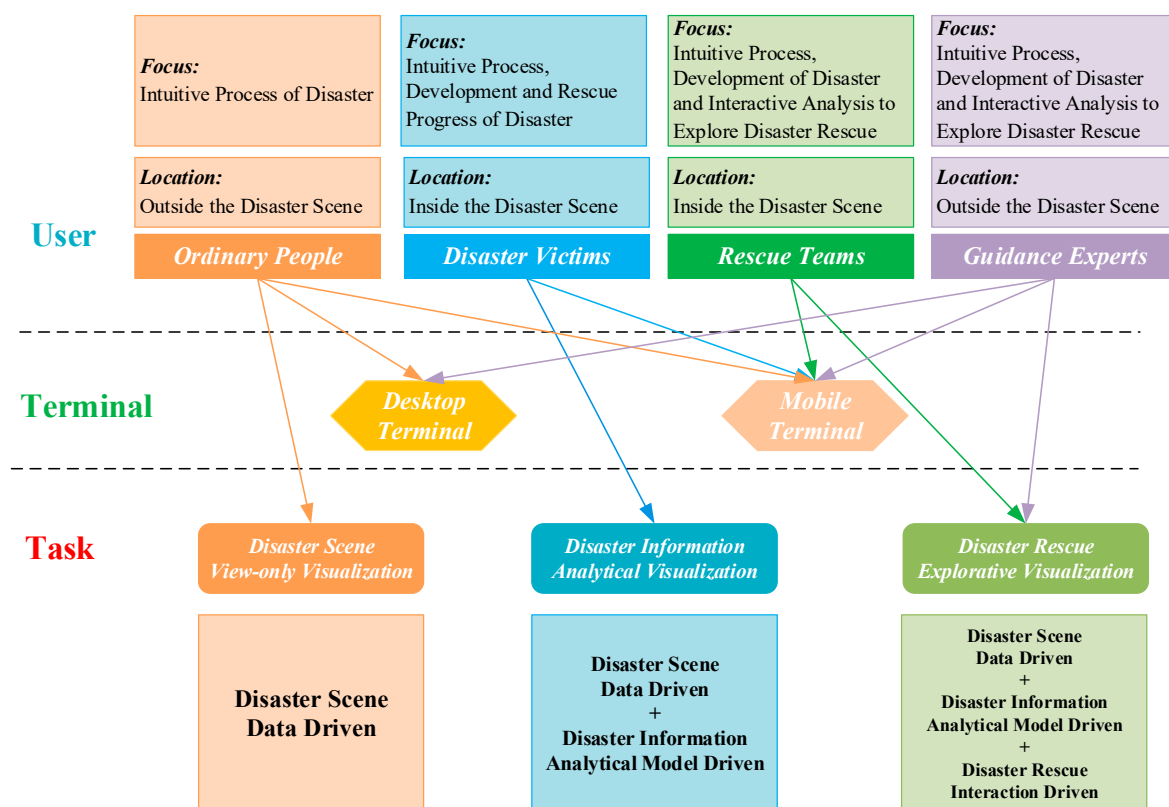 Focus:
Intuitive Process of Disaster
Focus:
Intuitive Process,
Development and Rescue
Progress of Disaster
Focus:
Intuitive Process,
Development of Disaster
and Interactive Analysis to
Explore Disaster Rescue
Focus:
Intuitive Process,
Development of Disaster
and Interactive Analysis to
Explore Disaster Rescue
Location:
Outside the Disaster Scene
Location:
Inside the Disaster Scene
Location:
Inside the Disaster Scene
Location:
Outside the Disaster Scene
User
Ordinary People
Disaster Victims
Rescue Teams
Guidance Experts
Terminal
Desktop
Terminal
Mobile
Terminal
Task
Disaster Scene
View-only Visualization
Disaster Information
Analytical Visualization
Disaster Rescue
Explorative Visualization
Disaster Scene
Data Driven
Disaster Scene
Data Driven
+
Disaster Information
Analytical Model Driven
Disaster Scene
Data Driven
+
Disaster Information
Analytical Model Driven
+
Disaster Rescue
Interaction Driven